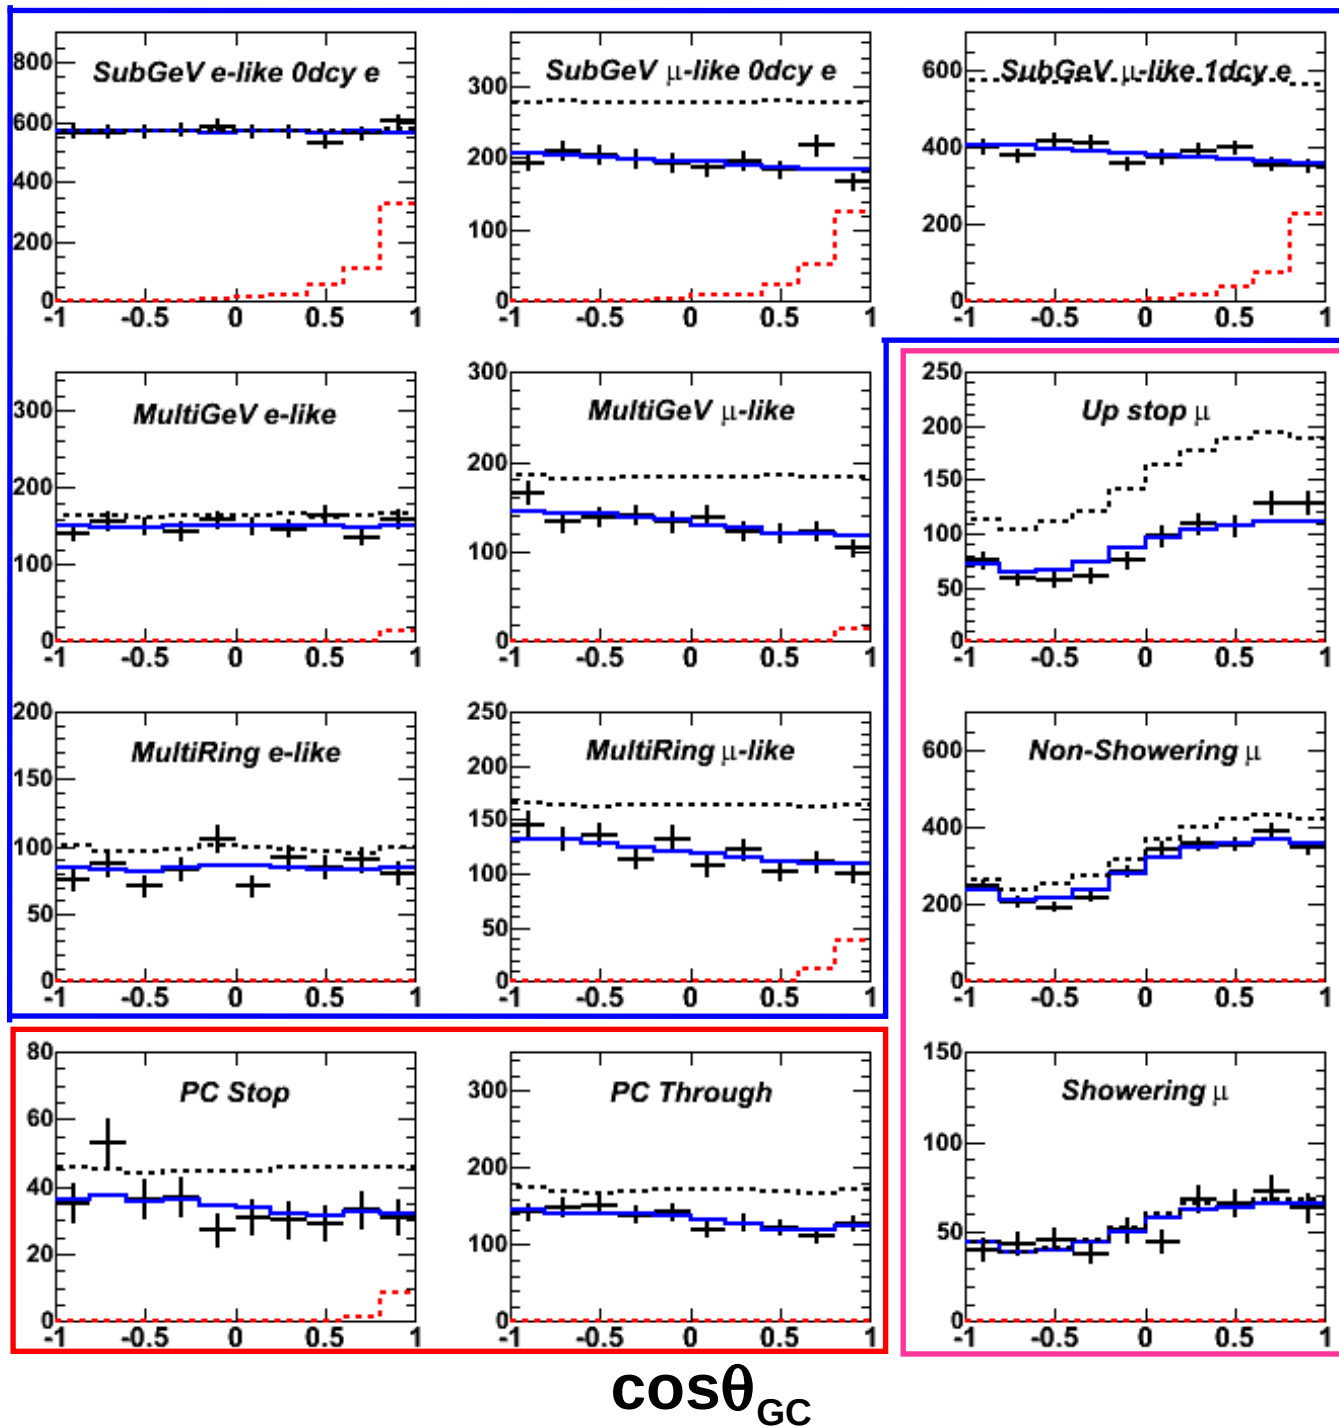 SubGeV e-like 0dcy e
800
600
400
200
0
-1 -0.5 0 0.5 1
SubGeV μ-like 0dcy e
300
200
100
0
-1 -0.5 0 0.5 1
SubGeV μ-like 1dcy e
600
400
200
0
-1 -0.5 0 0.5 1
MultiGeV e-like
300
200
100
0
-1 -0.5 0 0.5 1
MultiGeV μ-like
300
200
100
0
-1 -0.5 0 0.5 1
Up stop μ
250
200
150
100
50
0
-1 -0.5 0 0.5 1
MultiRing e-like
200
150
100
50
0
-1 -0.5 0 0.5 1
MultiRing μ-like
250
200
150
100
50
0
-1 -0.5 0 0.5 1
Non-Showering μ
600
400
200
0
-1 -0.5 0 0.5 1
PC Stop
80
60
40
20
0
-1 -0.5 0 0.5 1
PC Through
300
200
100
0
-1 -0.5 0 0.5 1
Showering μ
150
100
50
0
-1 -0.5 0 0.5 1
cosθGC